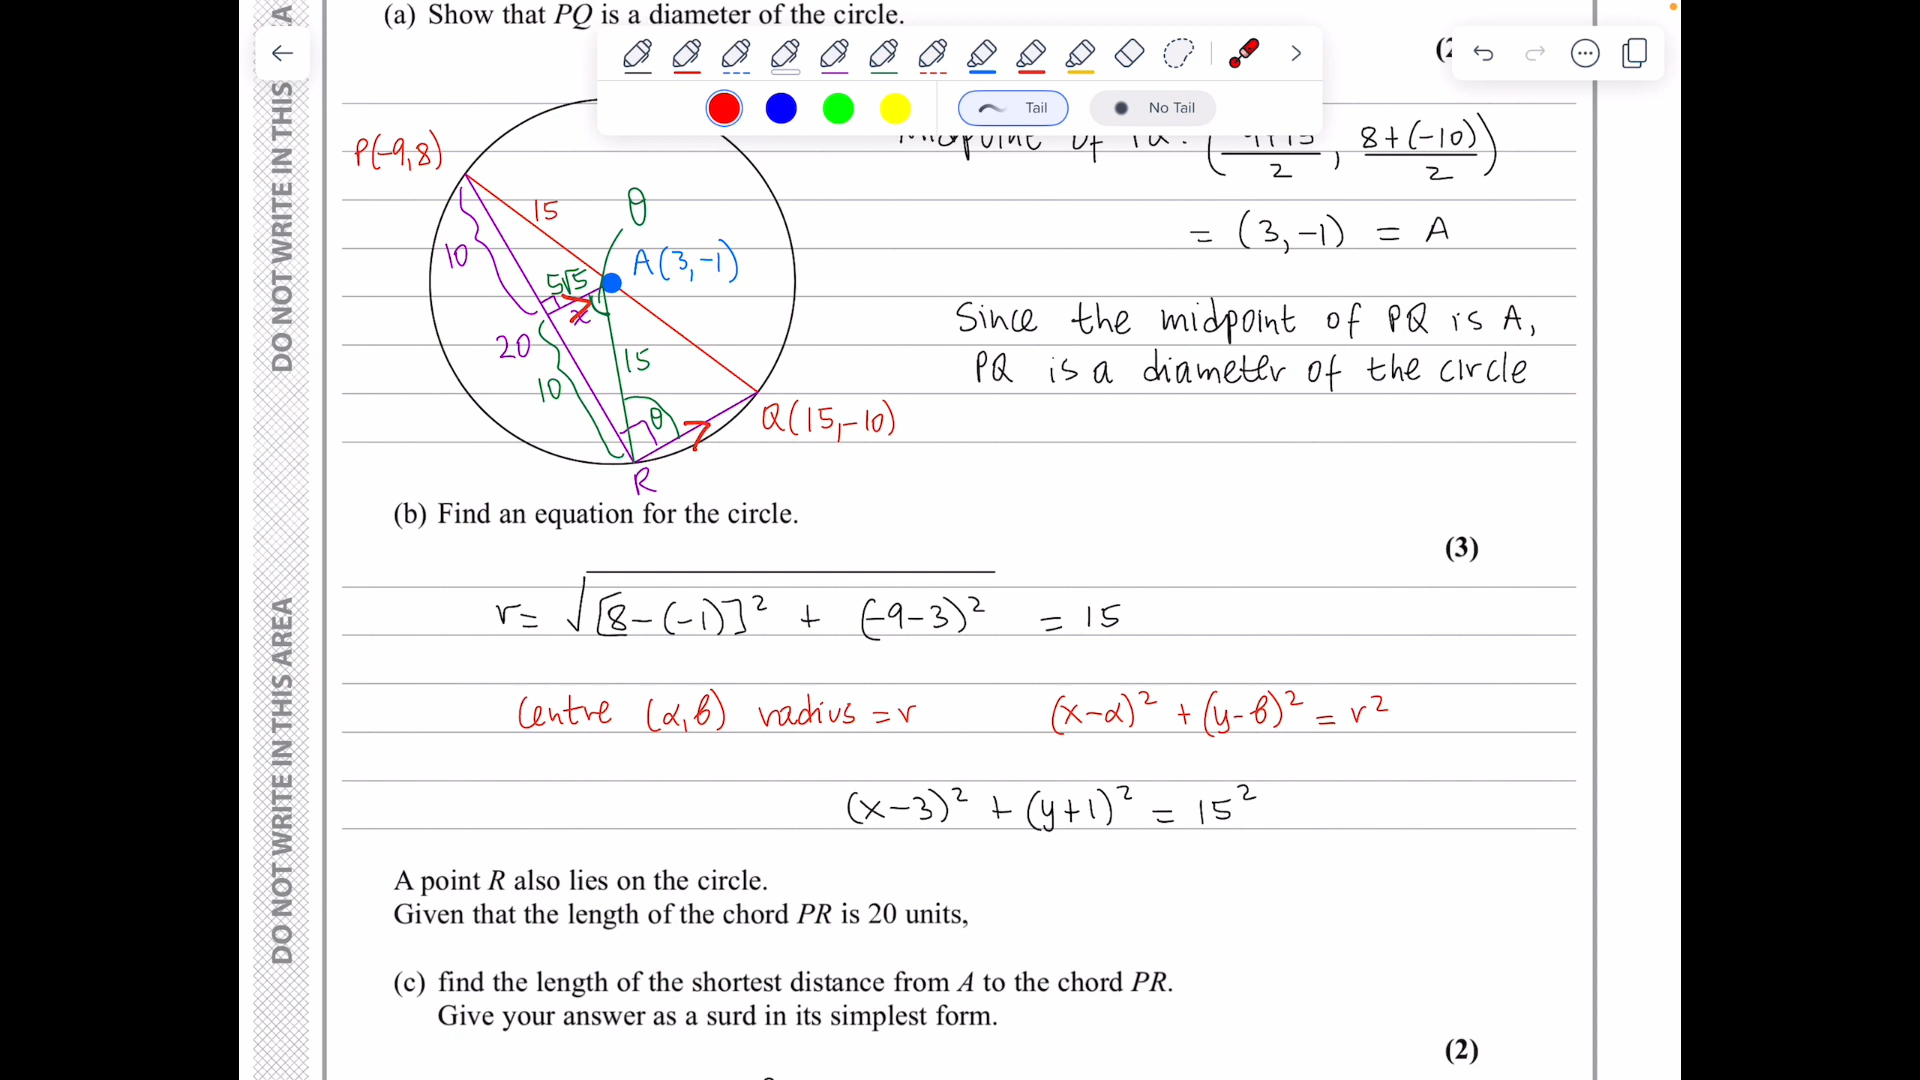 (a) Show that PQ is a diameter of the circle.
Tail
No Tail
P(-9,8)
8+(-10)
2 , 2
= (3,-1) = A
15
θ
A(3,-1)
10
5√5
x
20
15
10
θ
Q(15,-10)
R
Since the midpoint of PQ is A,
PQ is a diameter of the circle
(b) Find an equation for the circle.
(3)
r= √[8-(-1)]² + (-9-3)² = 15
Centre (α,β) radius = r (x-α)² + (y-β)² = r²
(x-3)² + (y+1)² = 15²
A point R also lies on the circle.
Given that the length of the chord PR is 20 units,
(c) find the length of the shortest distance from A to the chord PR.
Give your answer as a surd in its simplest form.
(2)
DO NOT WRITE IN THIS A
DO NOT WRITE IN THIS AREA